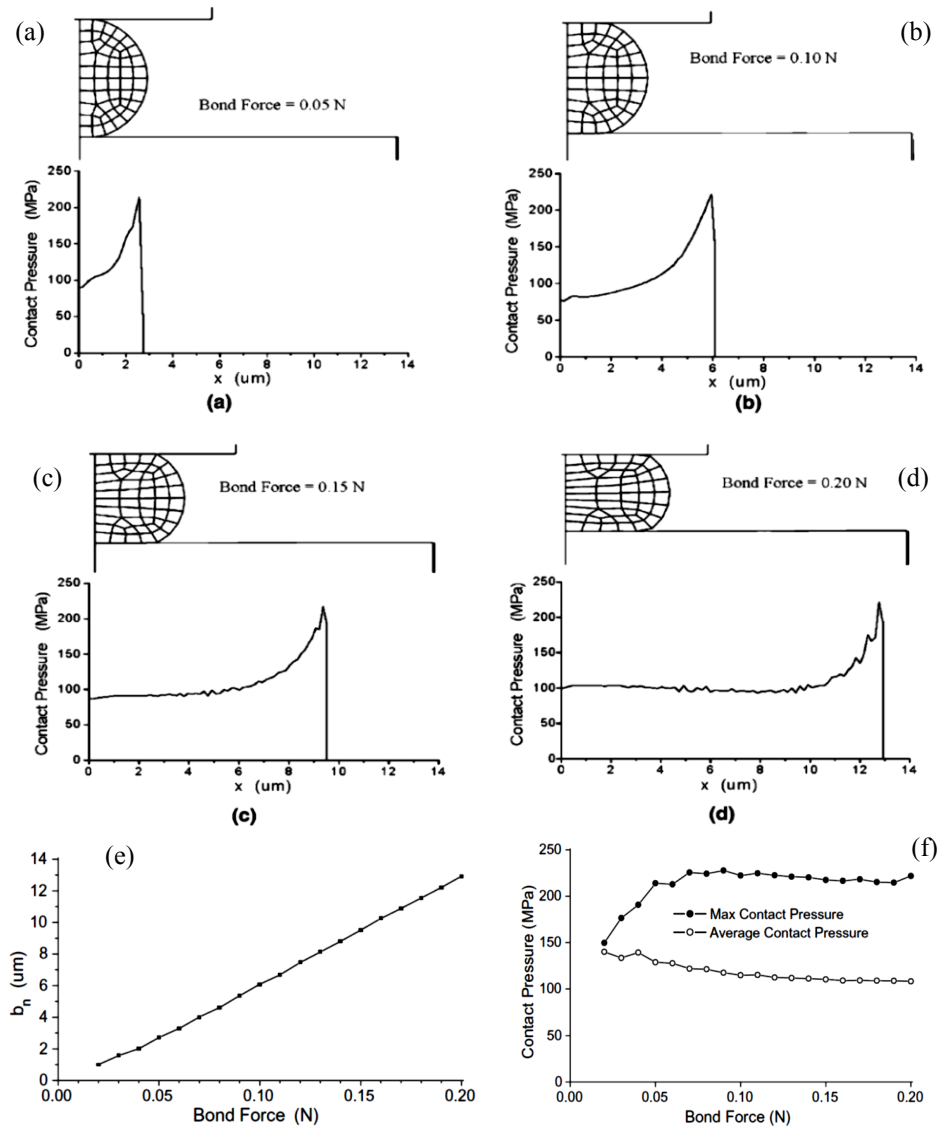 (a)
Bond Force = 0.05 N
250
200
150
100
50
0
Contact Pressure (MPa)
0 2 4 6 8 10 12 14
x (um)
(a)
(b)
Bond Force = 0.10 N
250
200
150
100
50
0
Contact Pressure (MPa)
0 2 4 6 8 10 12 14
x (um)
(b)
(c)
Bond Force = 0.15 N
250
200
150
100
50
0
Contact Pressure (MPa)
0 2 4 6 8 10 12 14
x (um)
(c)
(d)
Bond Force = 0.20 N
250
200
150
100
50
0
Contact Pressure (MPa)
0 2 4 6 8 10 12 14
x (um)
(d)
(e)
14
12
10
8
6
4
2
0
b_n (um)
0.00 0.05 0.10 0.15 0.20
Bond Force (N)
(f)
250
200
150
100
50
0
Contact Pressure (MPa)
Max Contact Pressure
Average Contact Pressure
0.00 0.05 0.10 0.15 0.20
Bond Force (N)